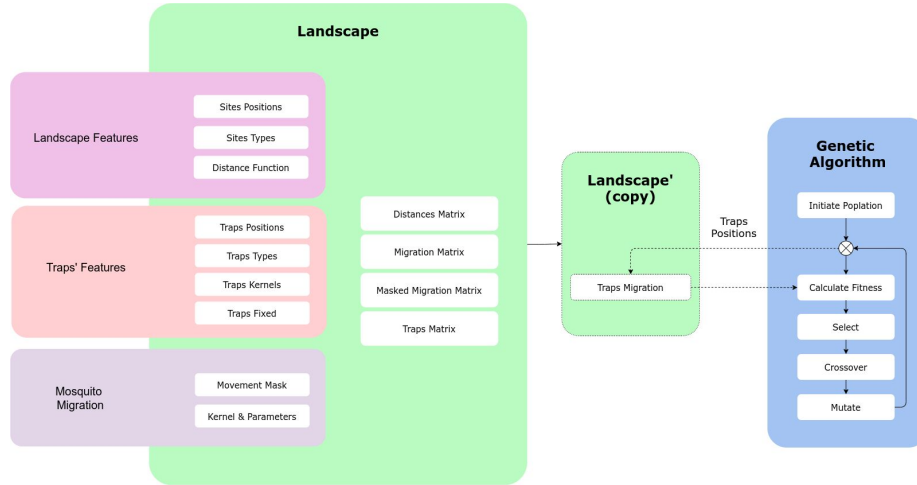 Landscape
Landscape Features
Sites Positions
Sites Types
Distance Function
Traps' Features
Traps Positions
Traps Types
Traps Kernels
Traps Fixed
Mosquito
Migration
Movement Mask
Kernel & Parameters
Distances Matrix
Migration Matrix
Masked Migration Matrix
Traps Matrix
Landscape'
(copy)
Traps Migration
Traps
Positions
Genetic
Algorithm
Initiate Poplation
Calculate Fitness
Select
Crossover
Mutate